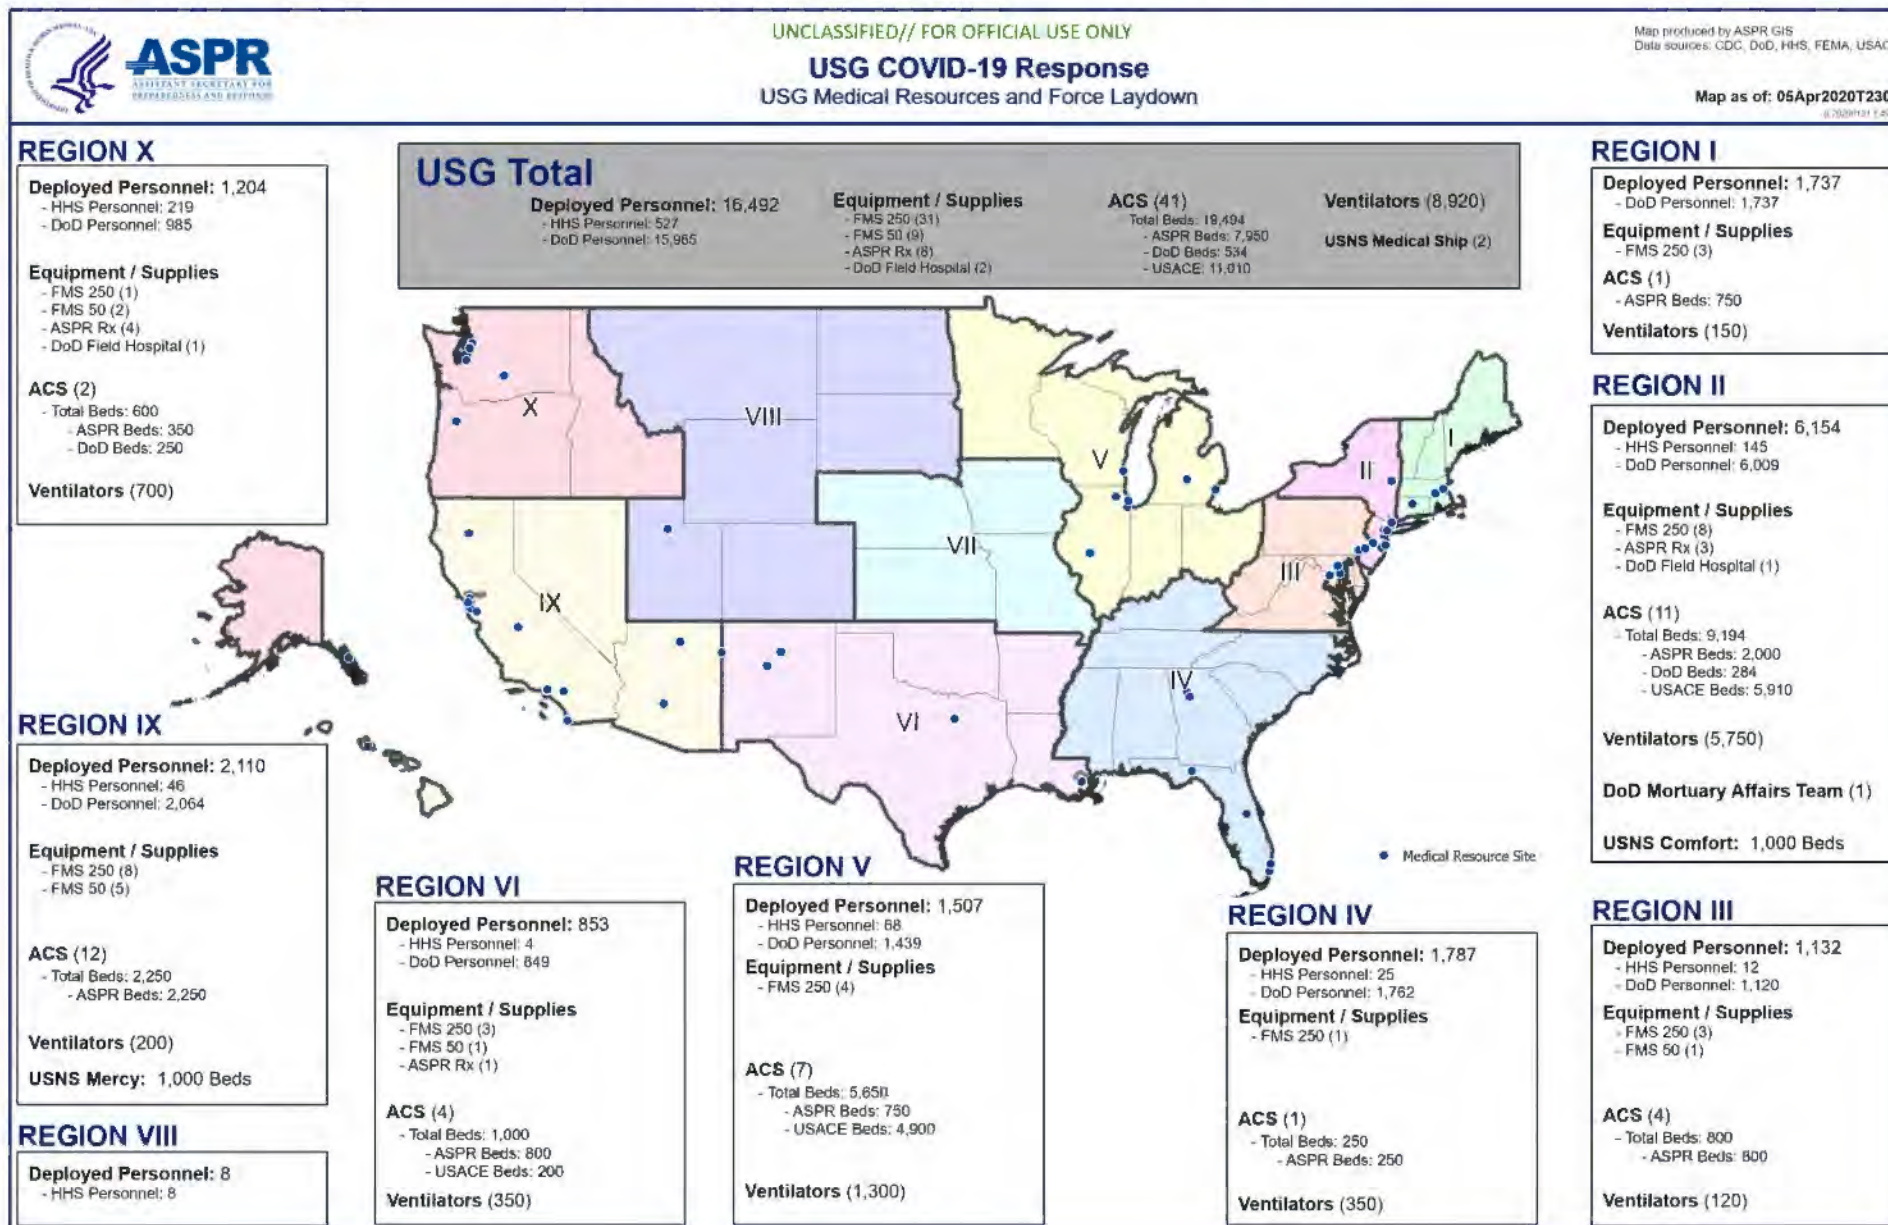 UNCLASSIFIED// FOR OFFICIAL USE ONLY
USG COVID-19 Response
USG Medical Resources and Force Laydown
ASPR
ASSISTANT SECRETARY FOR
PREPAREDNESS AND RESPONSE
Map produced by ASPR GIS
Data sources: CDC, DoD, HHS, FEMA, USAC
Map as of: 05Apr2020T230
USG Total
Deployed Personnel: 16,492
- HHS Personnel: 527
- DoD Personnel: 15,965
Equipment / Supplies
- FMS 250 (31)
- FMS 50 (9)
- ASPR Rx (8)
- DoD Field Hospital (2)
ACS (41)
Total Beds: 19,494
- ASPR Beds: 7,950
- DoD Beds: 534
- USACE: 11,010
Ventilators (8,920)
USNS Medical Ship (2)
REGION X
Deployed Personnel: 1,204
- HHS Personnel: 219
- DoD Personnel: 985
Equipment / Supplies
- FMS 250 (1)
- FMS 50 (2)
- ASPR Rx (4)
- DoD Field Hospital (1)
ACS (2)
- Total Beds: 600
- ASPR Beds: 350
- DoD Beds: 250
Ventilators (700)
REGION IX
Deployed Personnel: 2,110
- HHS Personnel: 46
- DoD Personnel: 2,064
Equipment / Supplies
- FMS 250 (8)
- FMS 50 (5)
ACS (12)
- Total Beds: 2,250
- ASPR Beds: 2,250
Ventilators (200)
USNS Mercy: 1,000 Beds
REGION VIII
Deployed Personnel: 8
- HHS Personnel: 8
X
VIII
V
II
I
VII
III
IX
IV
VI
Medical Resource Site
REGION VI
Deployed Personnel: 853
- HHS Personnel: 4
- DoD Personnel: 849
Equipment / Supplies
- FMS 250 (3)
- FMS 50 (1)
- ASPR Rx (1)
ACS (4)
- Total Beds: 1,000
- ASPR Beds: 800
- USACE Beds: 200
Ventilators (350)
REGION V
Deployed Personnel: 1,507
- HHS Personnel: 68
- DoD Personnel: 1,439
Equipment / Supplies
- FMS 250 (4)
ACS (7)
- Total Beds: 5,650
- ASPR Beds: 750
- USACE Beds: 4,900
Ventilators (1,300)
REGION IV
Deployed Personnel: 1,787
- HHS Personnel: 25
- DoD Personnel: 1,762
Equipment / Supplies
- FMS 250 (1)
ACS (1)
- Total Beds: 250
- ASPR Beds: 250
Ventilators (350)
REGION I
Deployed Personnel: 1,737
- DoD Personnel: 1,737
Equipment / Supplies
- FMS 250 (3)
ACS (1)
- ASPR Beds: 750
Ventilators (150)
REGION II
Deployed Personnel: 6,154
- HHS Personnel: 145
- DoD Personnel: 6,009
Equipment / Supplies
- FMS 250 (8)
- ASPR Rx (3)
- DoD Field Hospital (1)
ACS (11)
- Total Beds: 9,194
- ASPR Beds: 2,000
- DoD Beds: 284
- USACE Beds: 5,910
Ventilators (5,750)
DoD Mortuary Affairs Team (1)
USNS Comfort: 1,000 Beds
REGION III
Deployed Personnel: 1,132
- HHS Personnel: 12
- DoD Personnel: 1,120
Equipment / Supplies
- FMS 250 (3)
- FMS 50 (1)
ACS (4)
- Total Beds: 800
- ASPR Beds: 800
Ventilators (120)